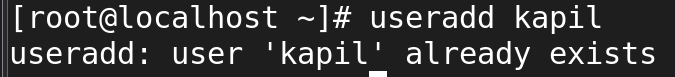 [root@localhost ~]# useradd kapil
useradd: user 'kapil' already exists